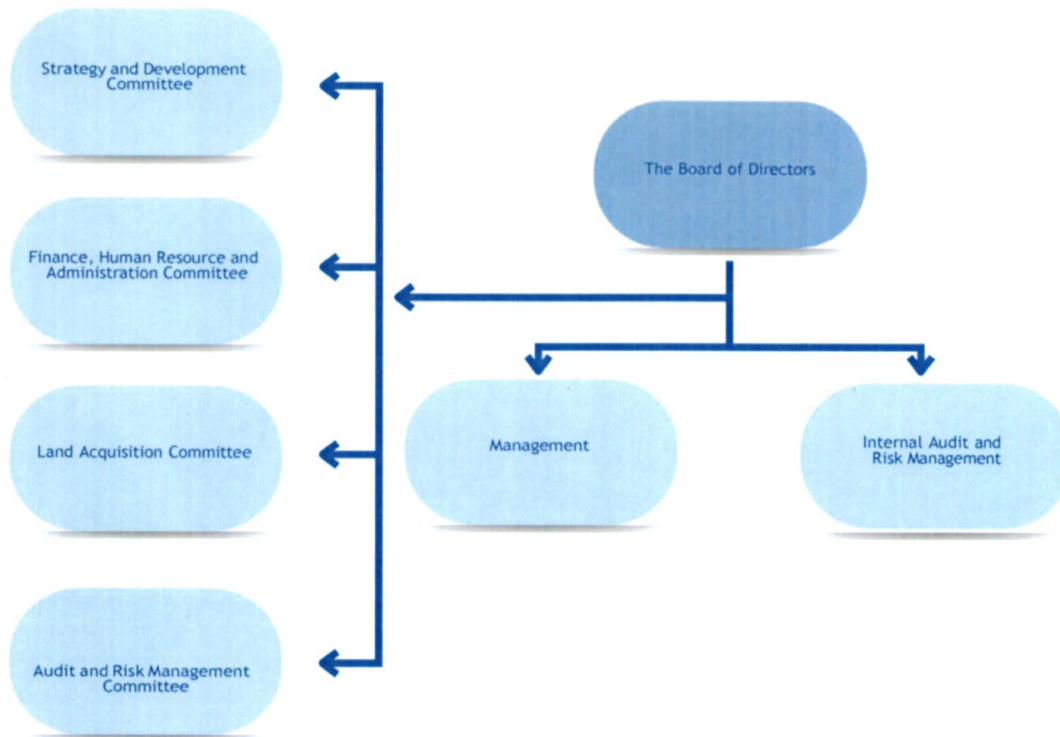 Strategy and Development
Committee
The Board of Directors
Finance, Human Resource and
Administration Committee
Land Acquisition Committee
Management
Internal Audit and
Risk Management
Audit and Risk Management
Committee